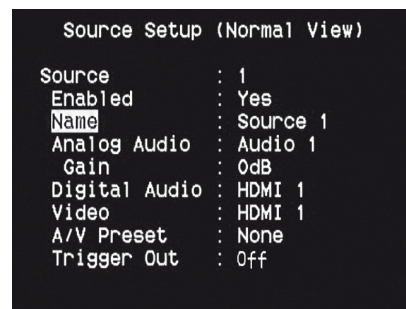 Source Setup (Normal View)
Source : 1
Enabled : Yes
Name : Source 1
Analog Audio : Audio 1
Gain : 0dB
Digital Audio : HDMI 1
Video : HDMI 1
A/V Preset : None
Trigger Out : Off